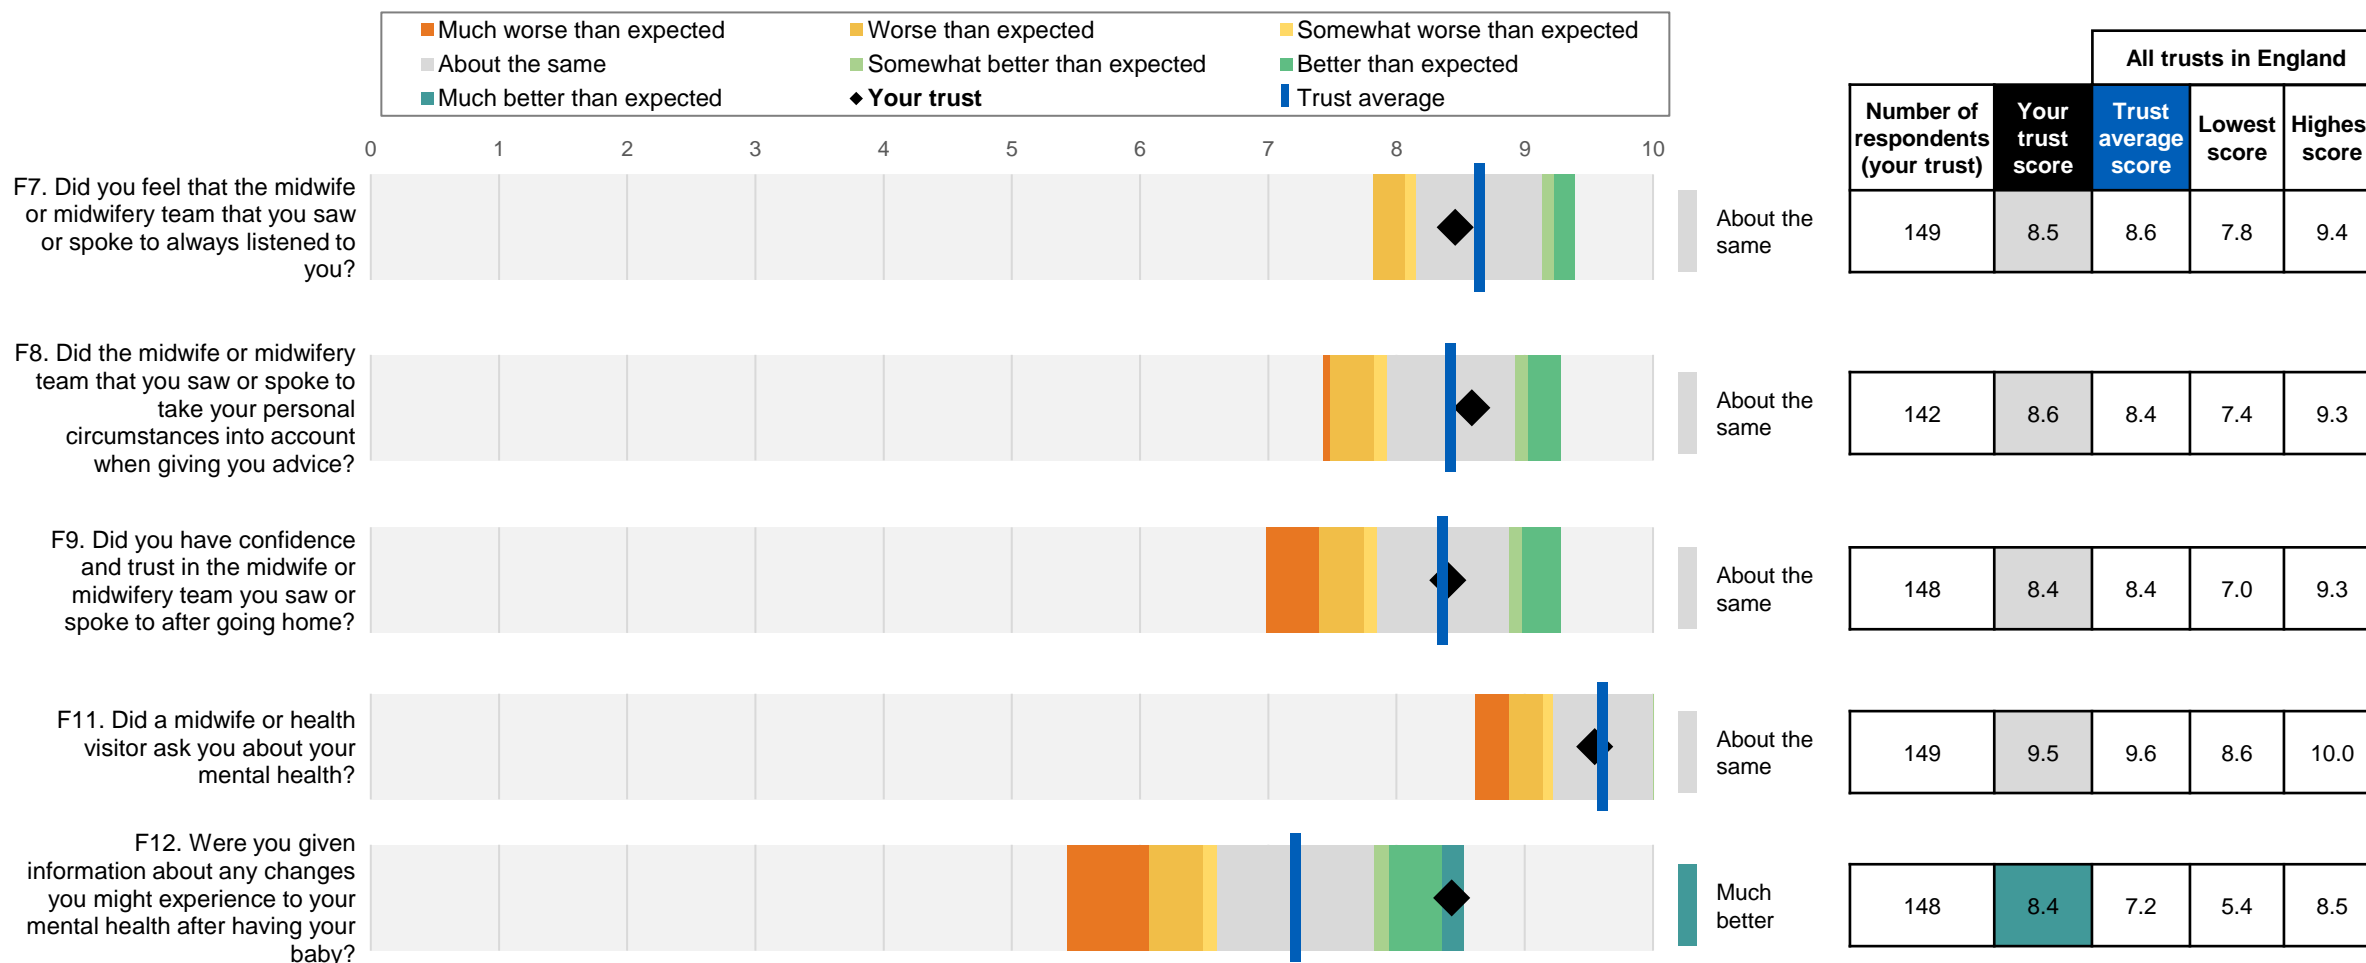 Much worse than expected
Worse than expected
Somewhat worse than expected
About the same
Somewhat better than expected
Better than expected
Much better than expected
Your trust
Trust average
All trusts in England
Number of
respondents
(your trust)
Your
trust
score
Trust
average
score
Lowest
score
Highes
score
0 1 2 3 4 5 6 7 8 9 10
F7. Did you feel that the midwife
or midwifery team that you saw
or spoke to always listened to
you?
About the
same
149 8.5 8.6 7.8 9.4
F8. Did the midwife or midwifery
team that you saw or spoke to
take your personal
circumstances into account
when giving you advice?
About the
same
142 8.6 8.4 7.4 9.3
F9. Did you have confidence
and trust in the midwife or
midwifery team you saw or
spoke to after going home?
About the
same
148 8.4 8.4 7.0 9.3
F11. Did a midwife or health
visitor ask you about your
mental health?
About the
same
149 9.5 9.6 8.6 10.0
F12. Were you given
information about any changes
you might experience to your
mental health after having your
baby?
Much
better
148 8.4 7.2 5.4 8.5